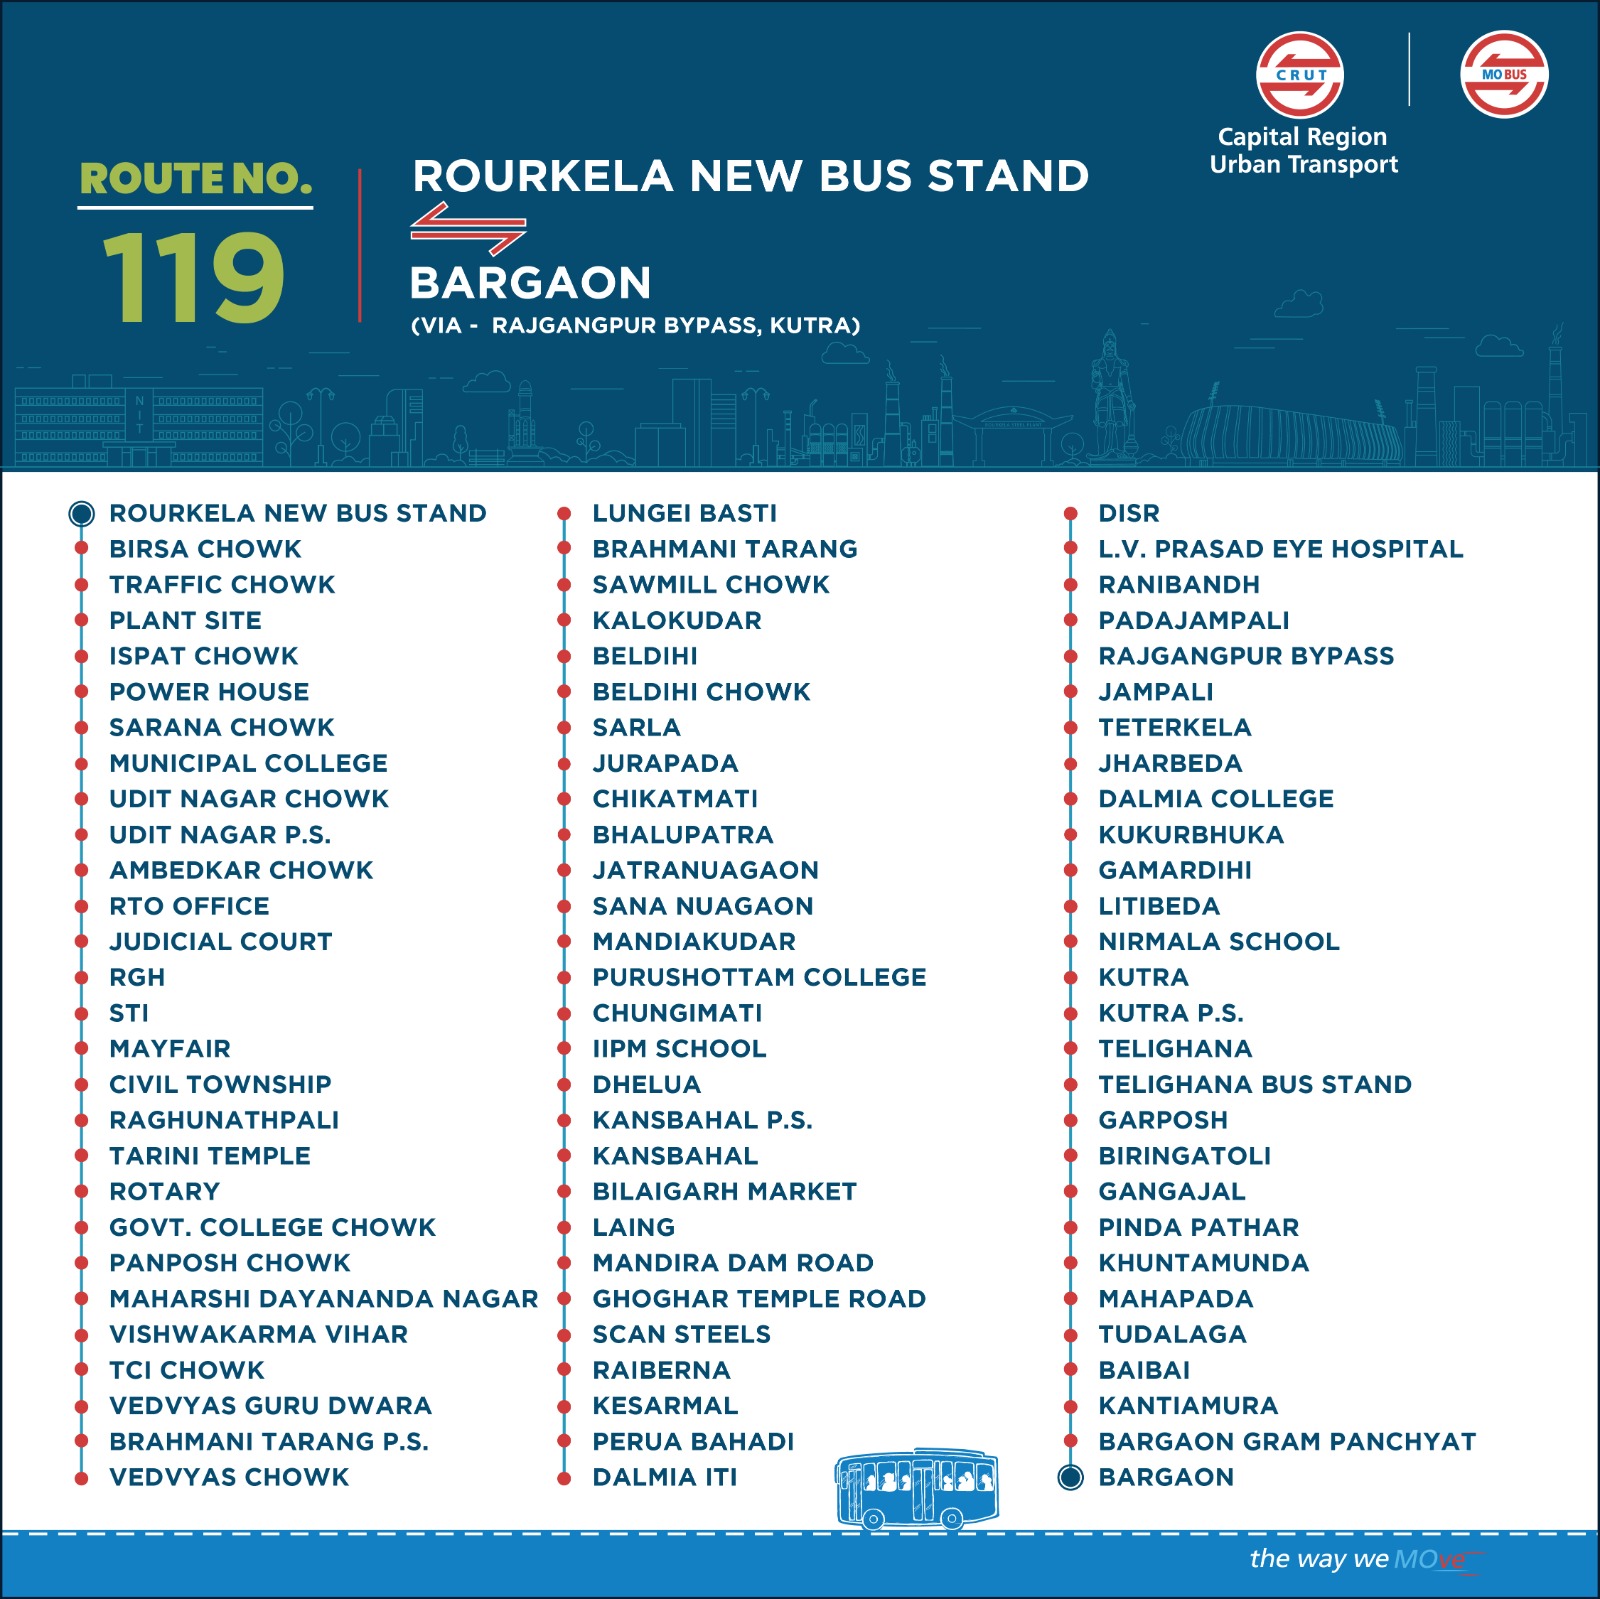 CRUT
MO BUS
Capital Region
Urban Transport
ROUTE NO.
119
ROURKELA NEW BUS STAND
BARGAON
(VIA - RAJGANGPUR BYPASS, KUTRA)
NIT
ROURKELA STEEL PLANT
ROURKELA NEW BUS STAND
BIRSA CHOWK
TRAFFIC CHOWK
PLANT SITE
ISPAT CHOWK
POWER HOUSE
SARANA CHOWK
MUNICIPAL COLLEGE
UDIT NAGAR CHOWK
UDIT NAGAR P.S.
AMBEDKAR CHOWK
RTO OFFICE
JUDICIAL COURT
RGH
STI
MAYFAIR
CIVIL TOWNSHIP
RAGHUNATHPALI
TARINI TEMPLE
ROTARY
GOVT. COLLEGE CHOWK
PANPOSH CHOWK
MAHARSHI DAYANANDA NAGAR
VISHWAKARMA VIHAR
TCI CHOWK
VEDVYAS GURU DWARA
BRAHMANI TARANG P.S.
VEDVYAS CHOWK
LUNGEI BASTI
BRAHMANI TARANG
SAWMILL CHOWK
KALOKUDAR
BELDIHI
BELDIHI CHOWK
SARLA
JURAPADA
CHIKATMATI
BHALUPATRA
JATRANUAGAON
SANA NUAGAON
MANDIAKUDAR
PURUSHOTTAM COLLEGE
CHUNGIMATI
IIPM SCHOOL
DHELUA
KANSBAHAL P.S.
KANSBAHAL
BILAIGARH MARKET
LAING
MANDIRA DAM ROAD
GHOGHAR TEMPLE ROAD
SCAN STEELS
RAIBERNA
KESARMAL
PERUA BAHADI
DALMIA ITI
DISR
L.V. PRASAD EYE HOSPITAL
RANIBANDH
PADAJAMPALI
RAJGANGPUR BYPASS
JAMPALI
TETERKELA
JHARBEDA
DALMIA COLLEGE
KUKURBHUKA
GAMARDIHI
LITIBEDA
NIRMALA SCHOOL
KUTRA
KUTRA P.S.
TELIGHANA
TELIGHANA BUS STAND
GARPOSH
BIRINGATOLI
GANGAJAL
PINDA PATHAR
KHUNTAMUNDA
MAHAPADA
TUDALAGA
BAIBAI
KANTIAMURA
BARGAON GRAM PANCHYAT
BARGAON
the way we MOve